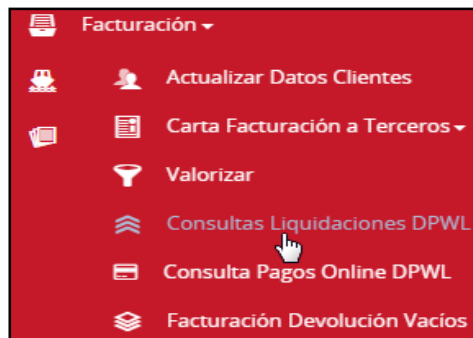 Facturación
Actualizar Datos Clientes
Carta Facturación a Terceros
Valorizar
Consultas Liquidaciones DPWL
Consulta Pagos Online DPWL
Facturación Devolución Vacíos